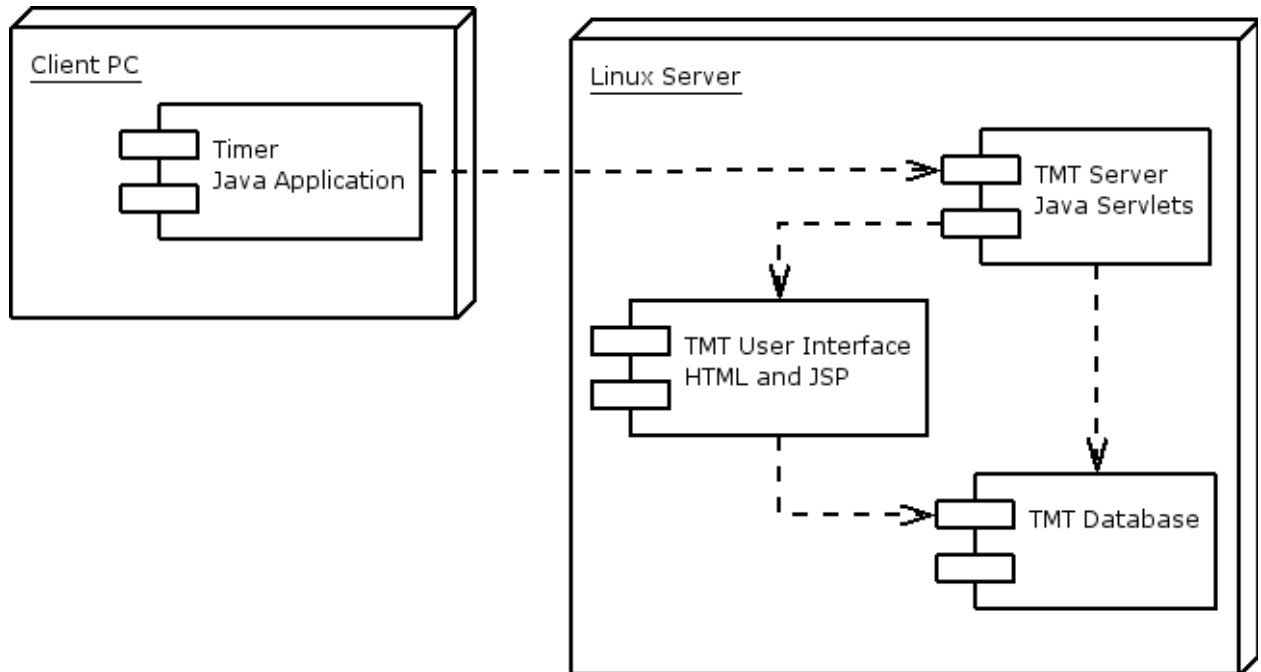 Client PC
Timer
Java Application
Linux Server
TMT Server
Java Servlets
TMT User Interface
HTML and JSP
TMT Database